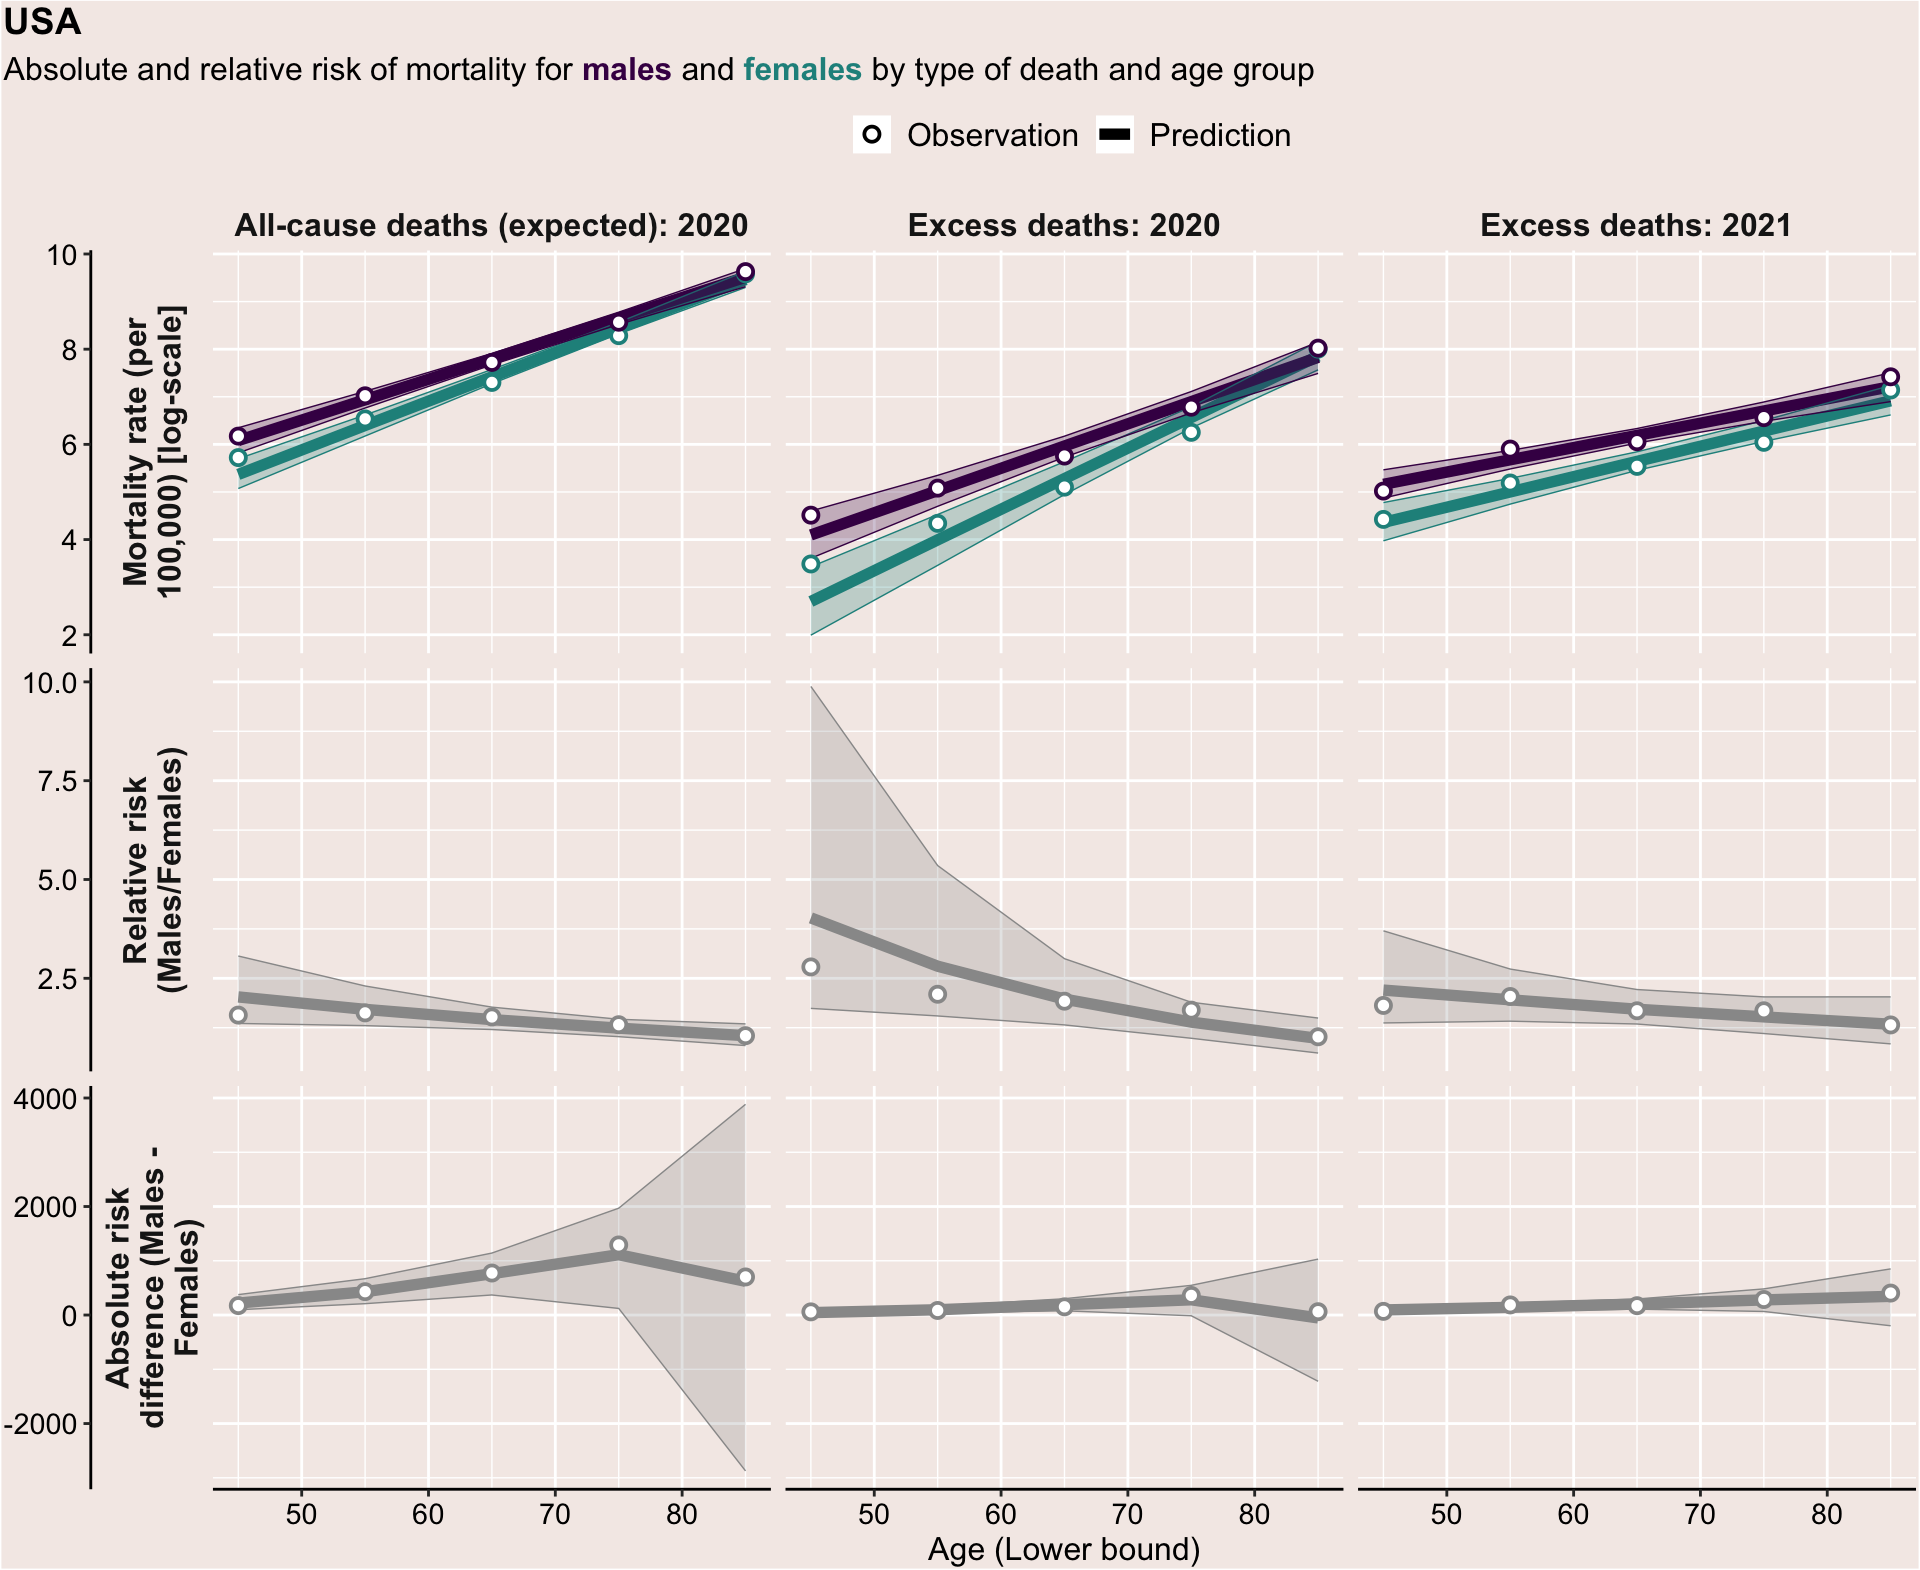 USA
Absolute and relative risk of mortality for males and females by type of death and age group
Observation Prediction
All-cause deaths (expected): 2020
Excess deaths: 2020
Excess deaths: 2021
Mortality rate (per
100,000) [log-scale]
10
8
6
4
2
Relative risk
(Males/Females)
10.0
7.5
5.0
2.5
Absolute risk
difference (Males -
Females)
4000
2000
0
-2000
50 60 70 80
50 60 70 80
50 60 70 80
Age (Lower bound)